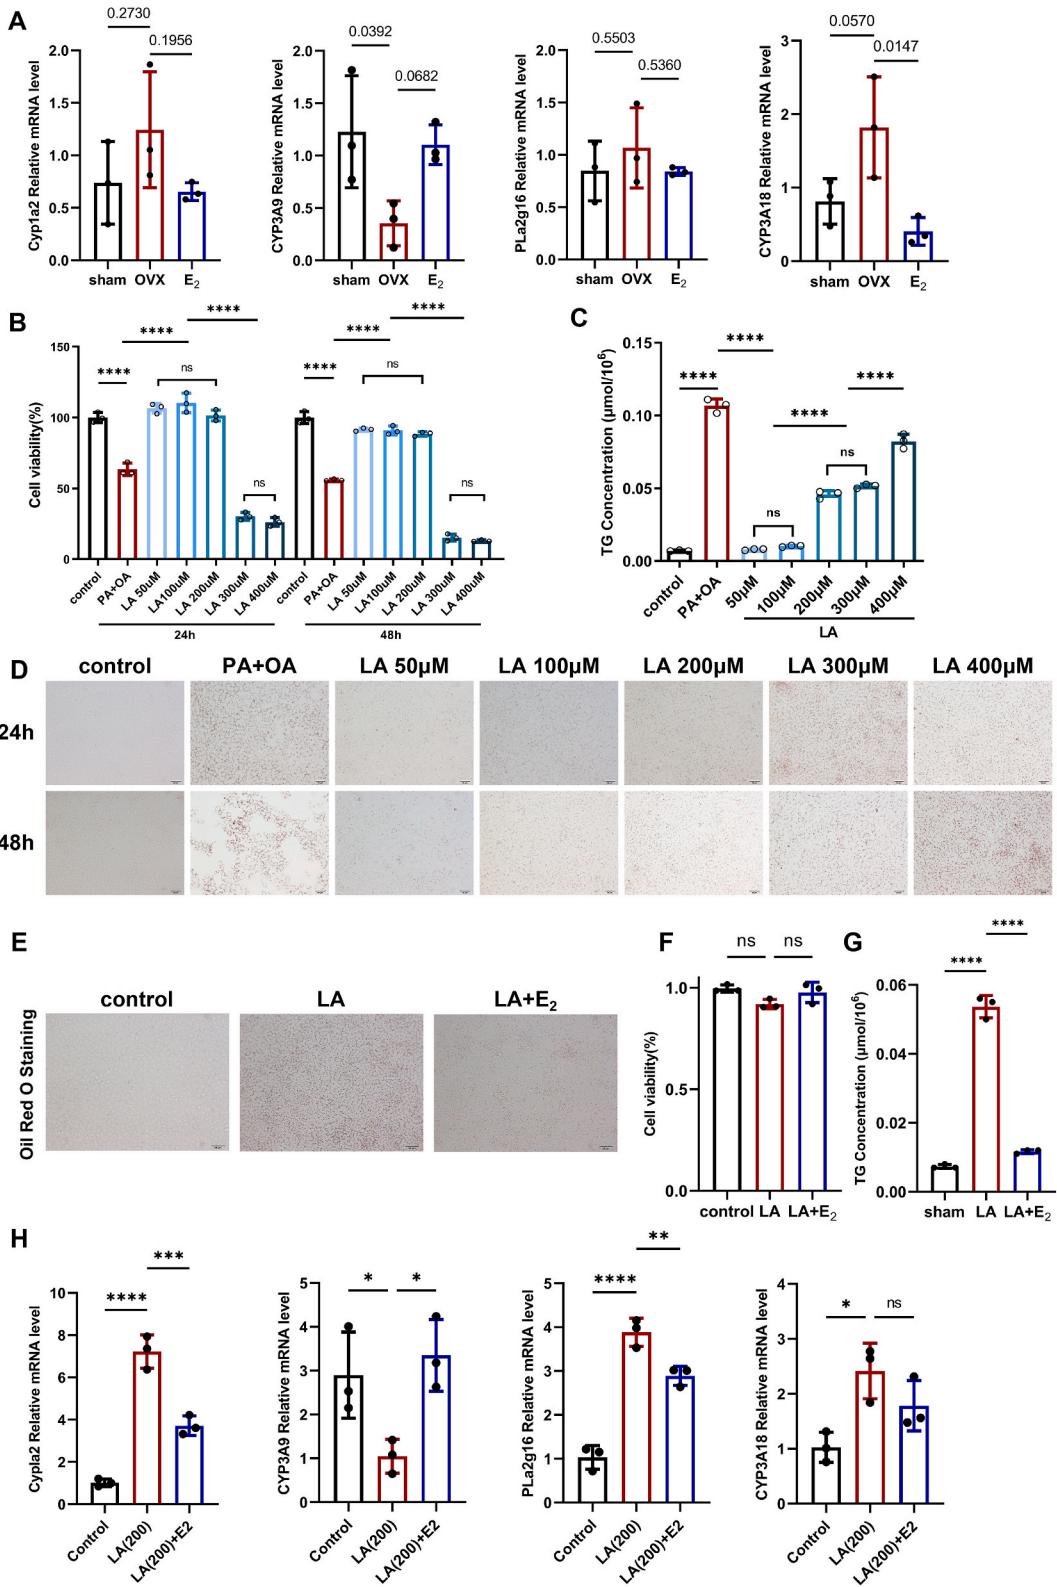 A
0.2730
0.1956
Cyp1a2 Relative mRNA level
2.0
1.5
1.0
0.5
0.0
sham OVX E2
0.0392
0.0682
CYP3A9 Relative mRNA level
2.0
1.5
1.0
0.5
0.0
sham OVX E2
0.5503
0.5360
PLa2g16 Relative mRNA level
2.0
1.5
1.0
0.5
0.0
sham OVX E2
0.0570
0.0147
CYP3A18 Relative mRNA level
3
2
1
0
sham OVX E2
B
Cell viability(%)
150
100
50
0
**** **** **** ns ns
**** **** **** ns ns
control
PA+OA
LA 50uM
LA100uM
LA 200uM
LA 300uM
LA 400uM
control
PA+OA
LA 50uM
LA100uM
LA 200uM
LA 300uM
LA 400uM
24h
48h
C
TG Concentration (μmol/10^6)
0.15
0.10
0.05
0.00
**** **** **** **** ns ns
control
PA+OA
50μM
100μM
200μM
300μM
400μM
LA
D
control PA+OA LA 50μM LA 100μM LA 200μM LA 300μM LA 400μM
24h
48h
E
control LA LA+E2
Oil Red O Staining
F
ns ns
Cell viability(%)
1.0
0.5
0.0
control LA LA+E2
G
****
****
TG Concentration (μmol/10^6)
0.06
0.04
0.02
0.00
sham LA LA+E2
H
***
****
Cypla2 Relative mRNA level
10
8
6
4
2
0
Control
LA(200)
LA(200)+E2
* *
CYP3A9 Relative mRNA level
5
4
3
2
1
0
Control
LA(200)
LA(200)+E2
**
****
PLa2g16 Relative mRNA level
5
4
3
2
1
0
Control
LA(200)
LA(200)+E2
* ns
CYP3A18 Relative mRNA level
4
3
2
1
0
Control
LA(200)
LA(200)+E2